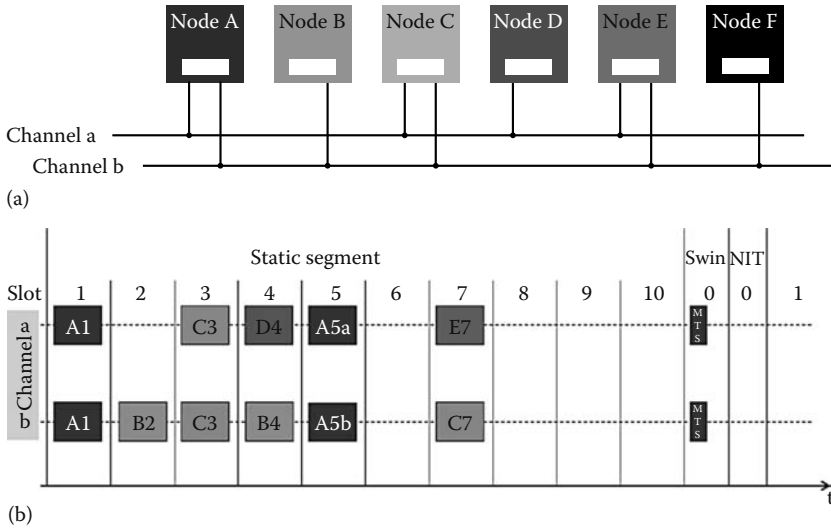 Node A Node B Node C Node D Node E Node F
Channel a
Channel b
(a)
Static segment Swin NIT
Slot 1 2 3 4 5 6 7 8 9 10 0 0 1
Channel
a
A1 C3 D4 A5a E7 MTS
b
A1 B2 C3 B4 A5b C7 MTS
t
(b)